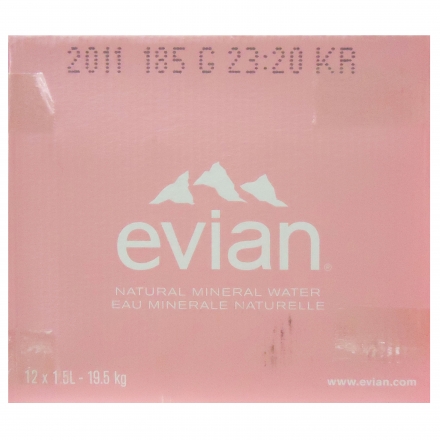 2011 185 G 23:20 KR
evian®
NATURAL MINERAL WATER
EAU MINERALE NATURELLE
12 x 1.5L - 19.5 kg
www.evian.com